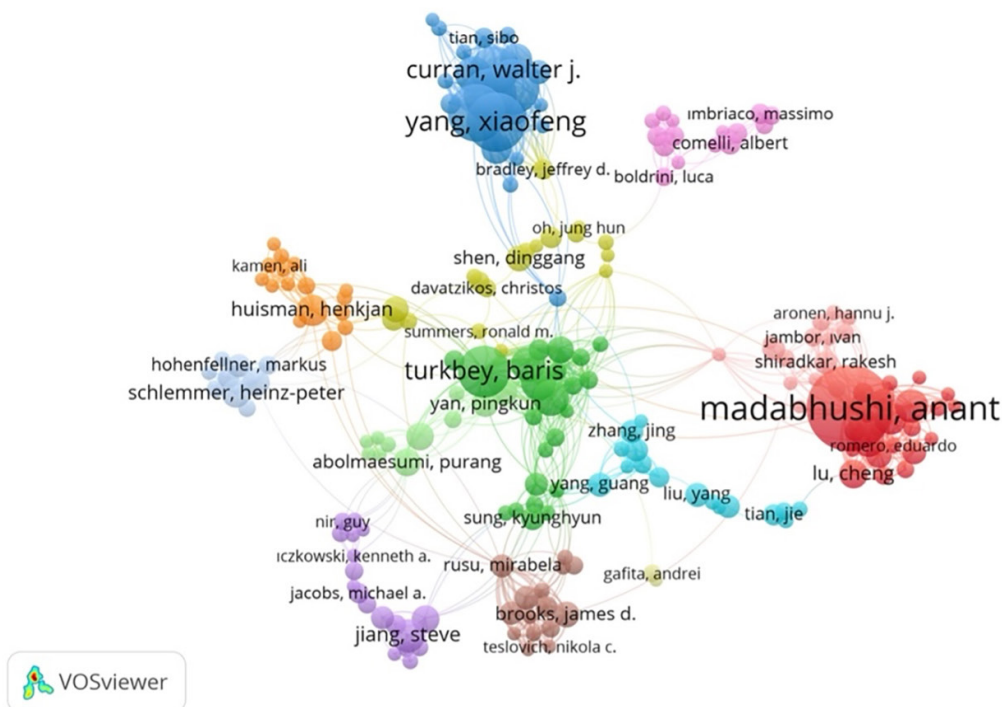 tian, sibo
curran, walter j.
yang, xiaofeng
ımbriaco, massimo
comelli, albert
bradley, jeffrey d.
boldrini, luca
oh, jung hun
shen, dinggang
kamen, ali
davatzikos, christos
huisman, henkjan
aronen, hannu j.
summers, ronald m.
jambor, ivan
hohenfellner, markus
shiradkar, rakesh
turkbey, baris
schlemmer, heinz-peter
yan, pingkun
madabhushi, anant
zhang, jing
romero, eduardo
abolmaesumi, purang
lu, cheng
yang, guang
liu, yang
tian, jie
nir, guy
sung, kyunghyun
ıczkowski, kenneth a.
rusu, mirabela
gafita, andrei
jacobs, michael a.
brooks, james d.
jiang, steve
teslovich, nikola c.
VOSviewer